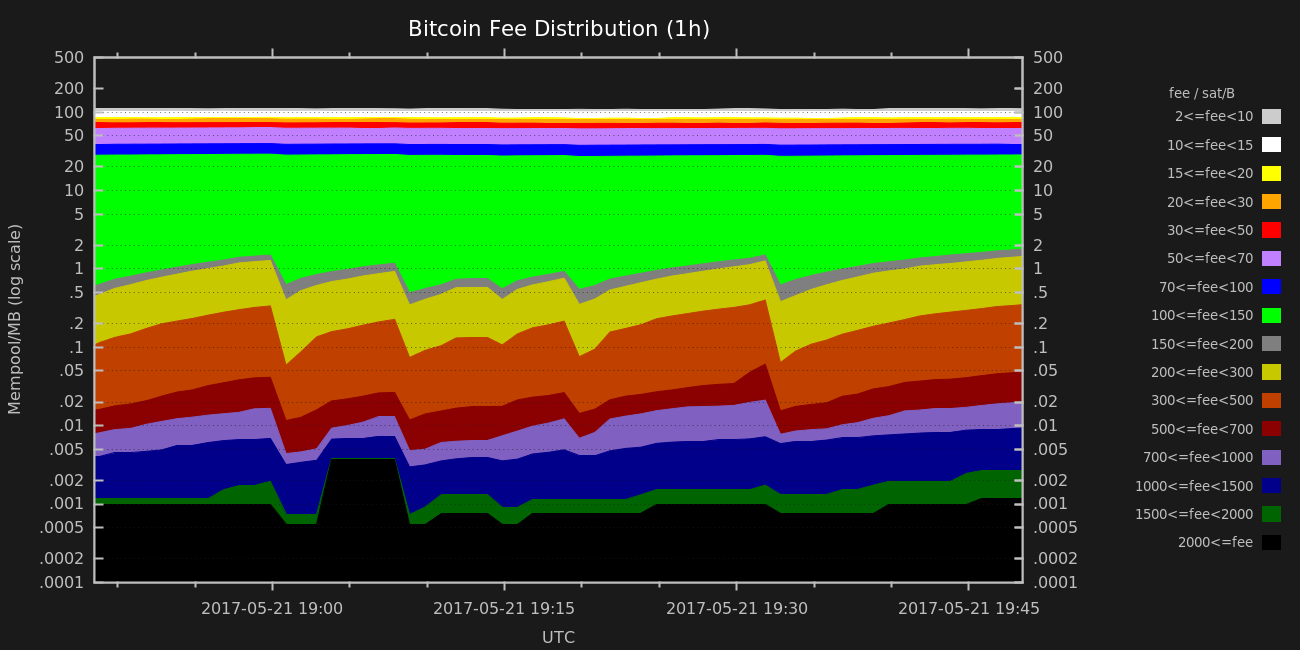 Bitcoin Fee Distribution (1h)
500 500
200 200
100 100
50 50
20 20
10 10
5 5
2 2
1 1
.5 .5
.2 .2
.1 .1
.05 .05
.02 .02
.01 .01
.005 .005
.002 .002
.001 .001
.0005 .0005
.0002 .0002
.0001 .0001
Mempool/MB (log scale)
2017-05-21 19:00 2017-05-21 19:15 2017-05-21 19:30 2017-05-21 19:45
UTC
fee / sat/B
2<=fee<10
10<=fee<15
15<=fee<20
20<=fee<30
30<=fee<50
50<=fee<70
70<=fee<100
100<=fee<150
150<=fee<200
200<=fee<300
300<=fee<500
500<=fee<700
700<=fee<1000
1000<=fee<1500
1500<=fee<2000
2000<=fee